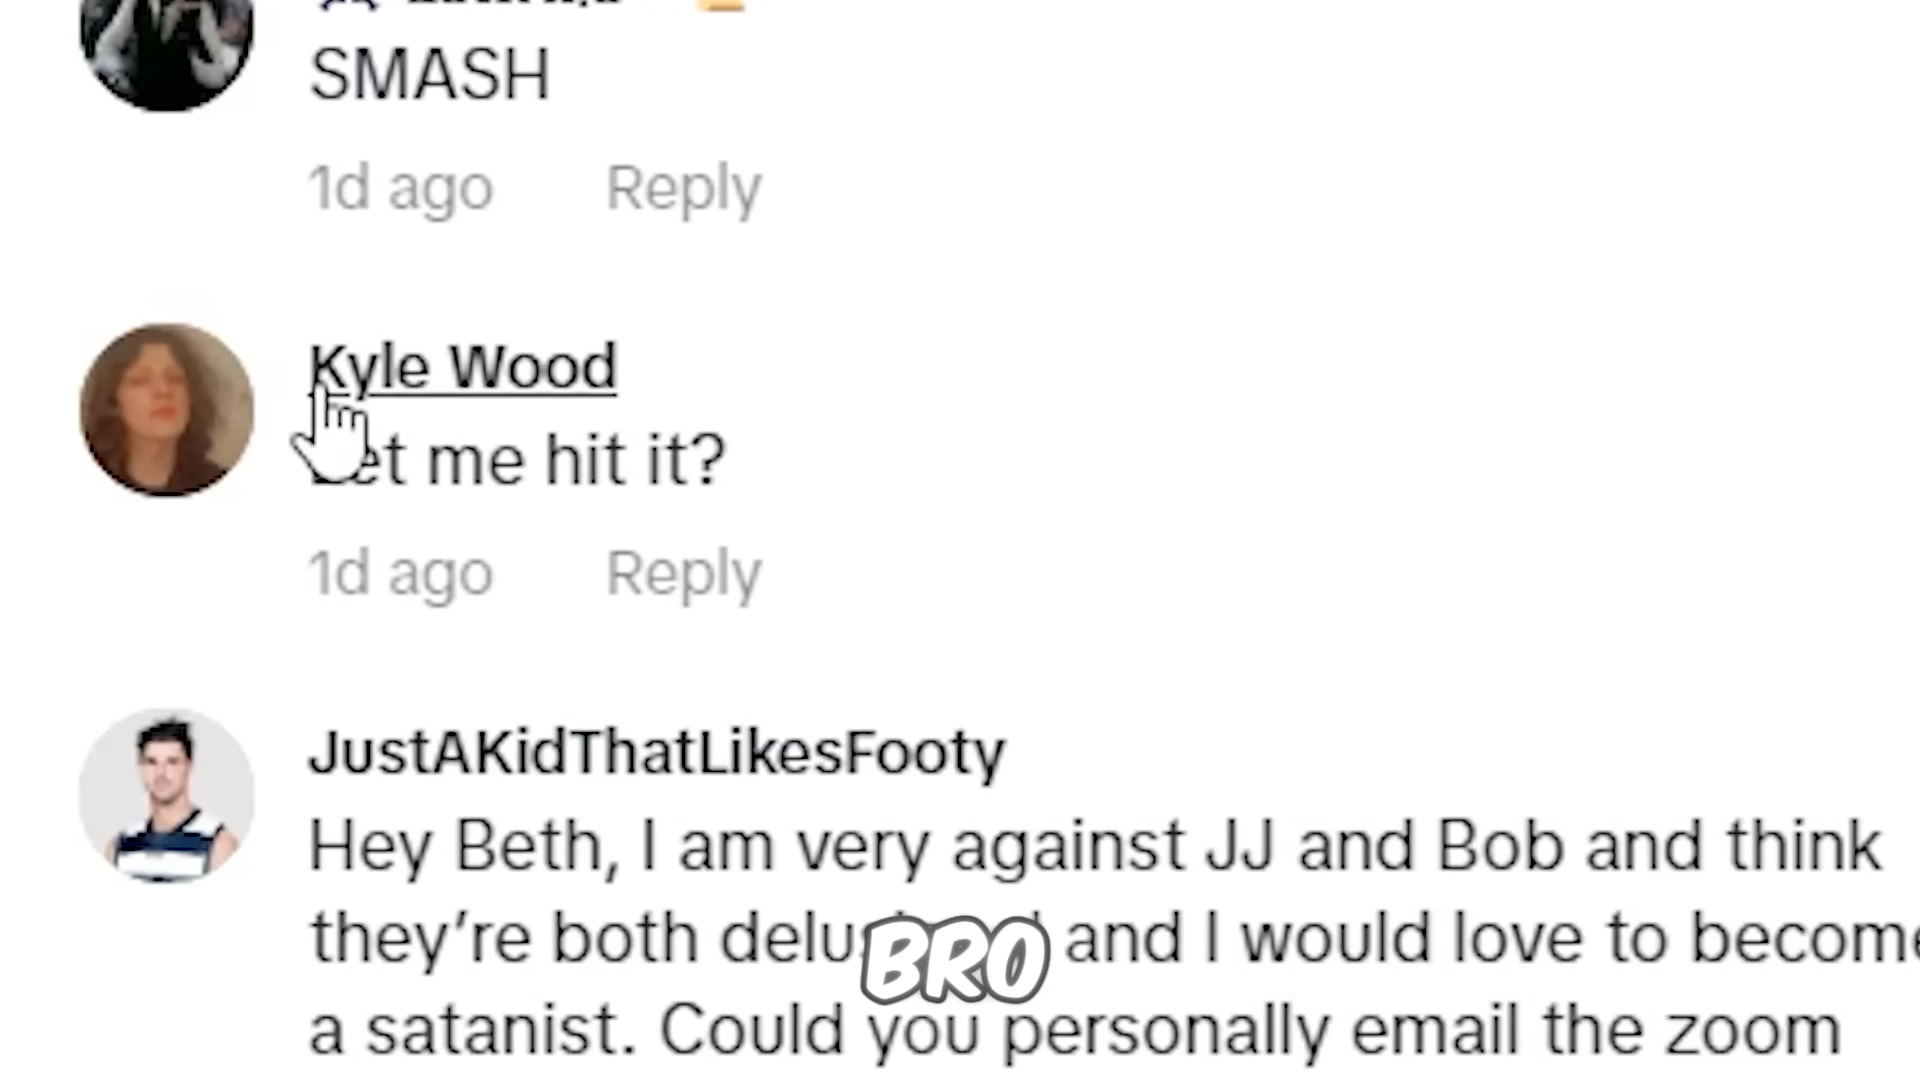 SMASH
1d ago Reply
Kyle Wood
et me hit it?
1d ago Reply
JustAKidThatLikesFooty
Hey Beth, I am very against JJ and Bob and think
they’re both and I would love to become
BRO
a satanist. Could you personally email the zoom